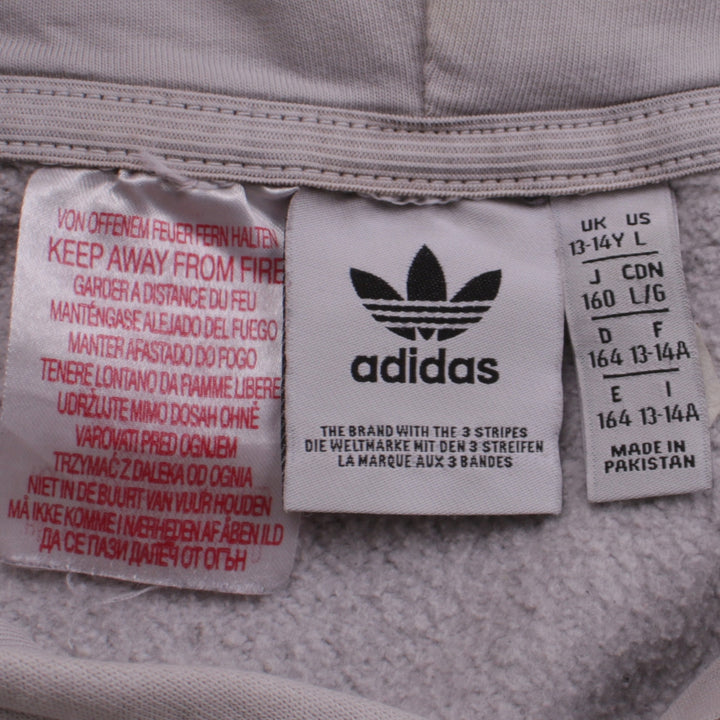 VON OFFENEM FEUER FERN HALTEN
KEEP AWAY FROM FIRE
GARDER A DISTANCE DU FEU
MANTÉNGASE ALEJADO DEL FUEGO
MANTER AFASTADO DO FOGO
TENERE LONTANO DA FIAMME LIBERE
UDRŽUJTE MIMO DOSAH OHNĚ
VAROVATI PRED OGNJEM
TRZYMAĆ Z DALEKA OD OGNIA
NIET IN DE BUURT VAN VUUR HOUDEN
MÅ IKKE KOMME I NÆRHEDEN AF ÅBEN ILD
ДА СЕ ПАЗИ ДАЛЕЧ ОТ ОГЪН
adidas
THE BRAND WITH THE 3 STRIPES
DIE WELTMARKE MIT DEN 3 STREIFEN
LA MARQUE AUX 3 BANDES
UK US
13-14Y L
J CDN
160 L/G
D F
164 13-14A
E I
164 13-14A
MADE IN
PAKISTAN